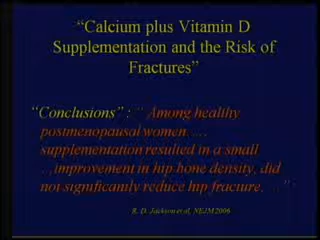 “Calcium plus Vitamin D
Supplementation and the Risk of
Fractures”
“Conclusions” : “ Among healthy
postmenopausal women…..
supplementation resulted in a small
…improvement in hip bone density, did
not significantly reduce hip fracture. …”
R. D. Jackson et al, NEJM 2006